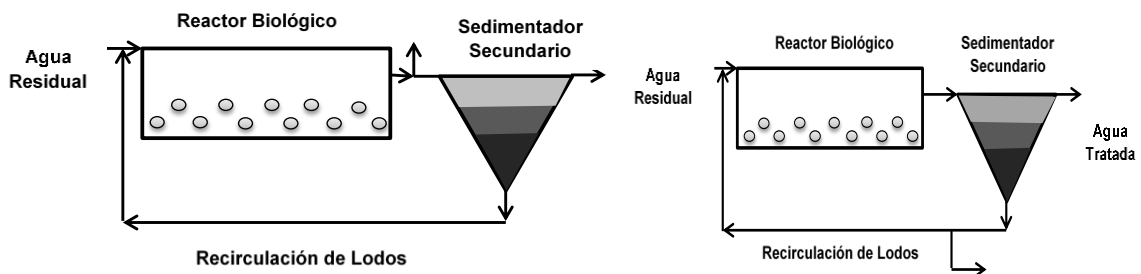 Reactor Biológico
Sedimentador
Secundario
Agua
Residual
Recirculación de Lodos
Reactor Biológico
Sedimentador
Secundario
Agua
Residual
Agua
Tratada
Recirculación de Lodos